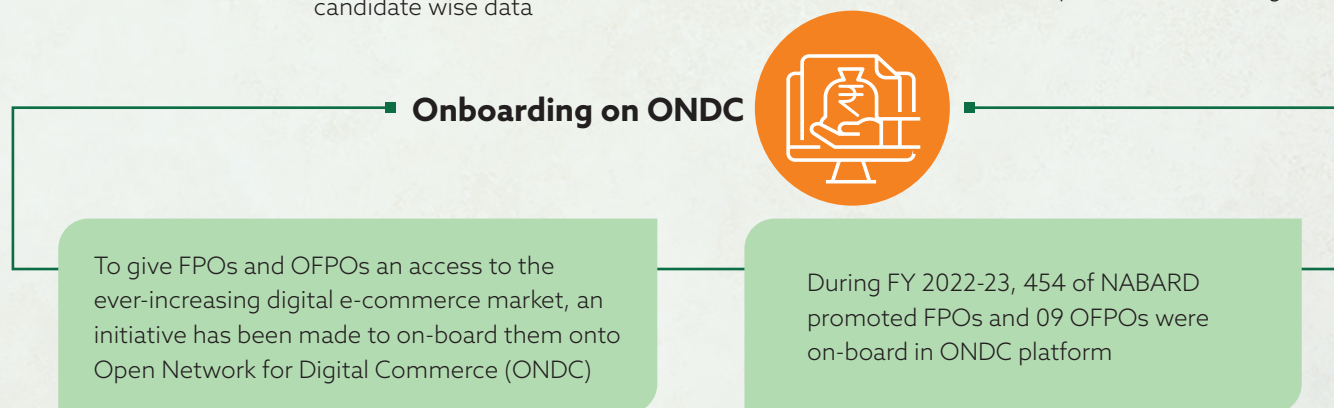 candidate wise data
Onboarding on ONDC
₹
To give FPOs and OFPOs an access to the
ever-increasing digital e-commerce market, an
initiative has been made to on-board them onto
Open Network for Digital Commerce (ONDC)
During FY 2022-23, 454 of NABARD
promoted FPOs and 09 OFPOs were
on-board in ONDC platform